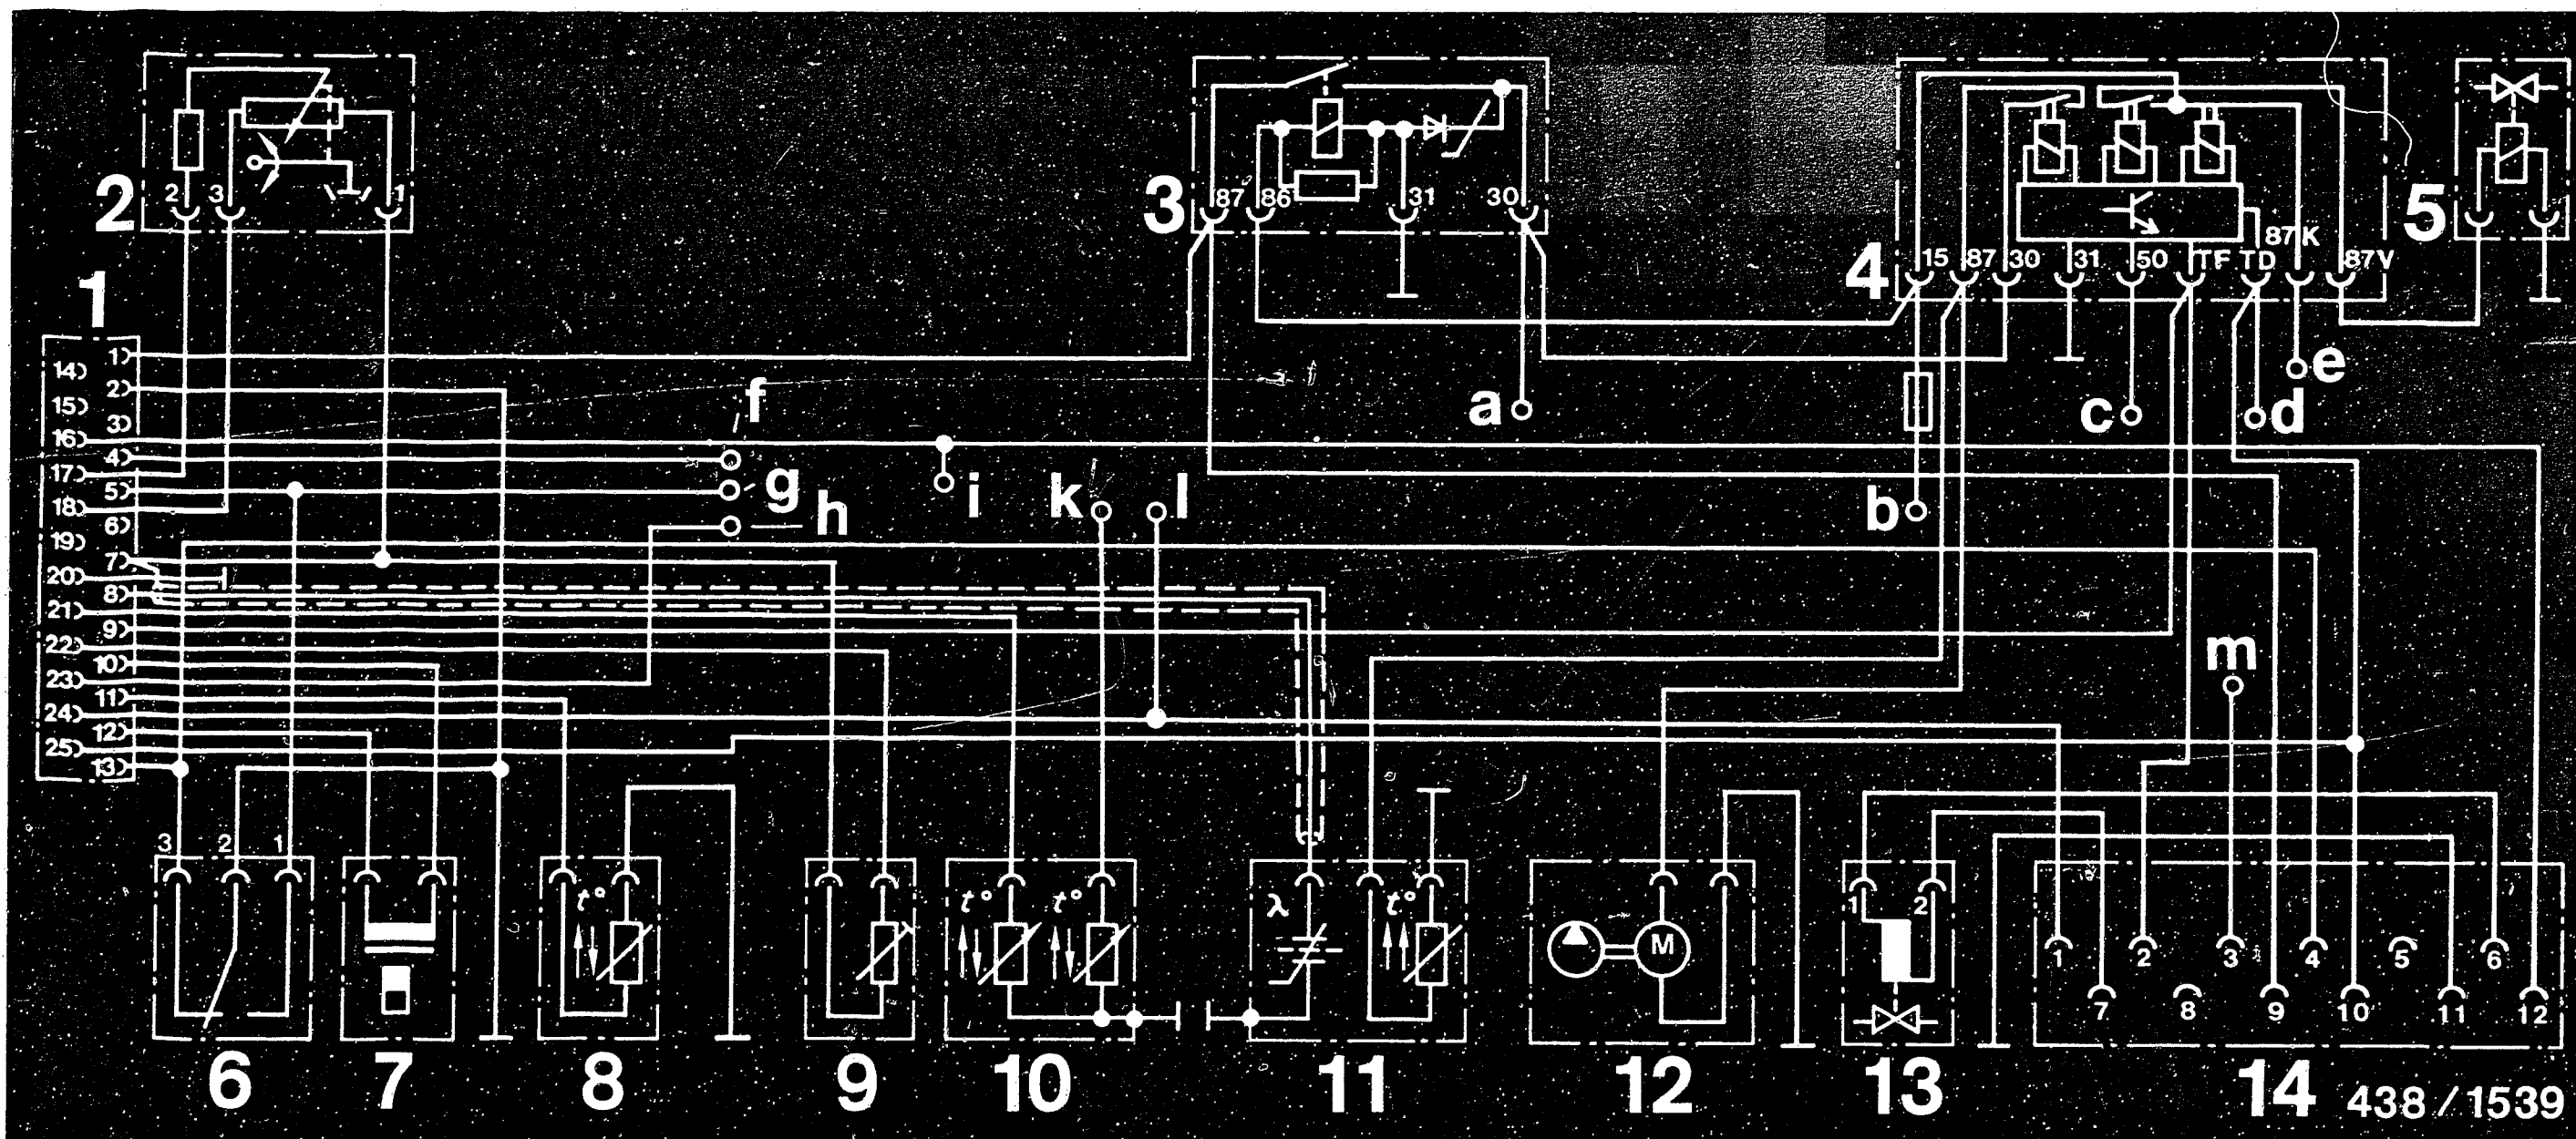 2 3 1
2
87 86 31 30
3
15 87 30 31 50 TF TD 87K 87V
4
5
1
1
14
2
15
3
16
4
17
5
18
6
19
7
20
8
21
9
22
10
23
11
24
12
25
13
a
b
c
d
e
f
g
h
i
k
l
m
3 2 1
t° t° t° λ t° M
1 2
1 2 3 4 5 6
7 8 9 10 11 12
6 7 8 9 10 11 12 13 14 438/1539